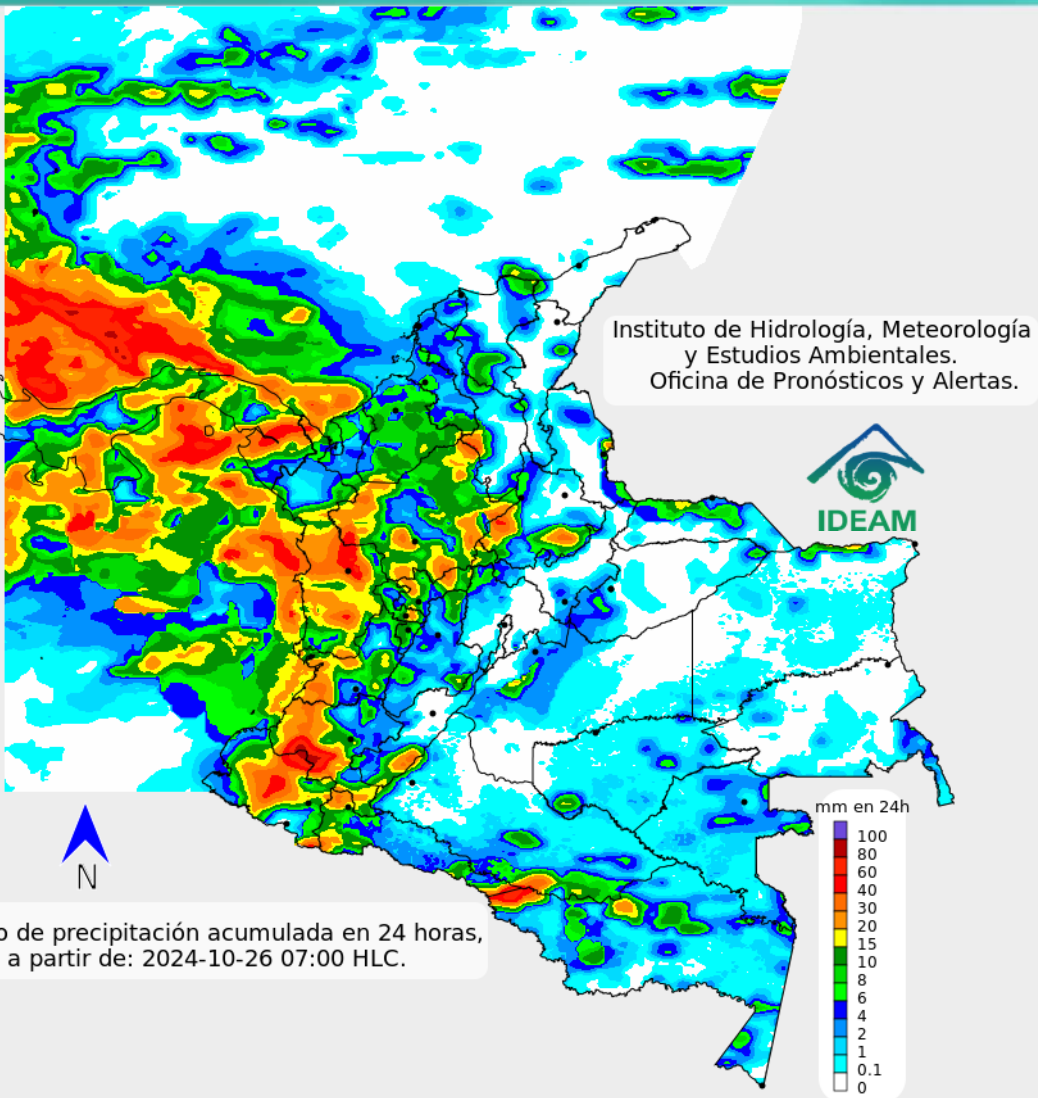 Instituto de Hidrología, Meteorología
y Estudios Ambientales.
Oficina de Pronósticos y Alertas.
IDEAM
mm en 24h
100
80
60
40
30
20
15
10
8
6
4
2
1
0.1
0
N
o de precipitación acumulada en 24 horas,
a partir de: 2024-10-26 07:00 HLC.